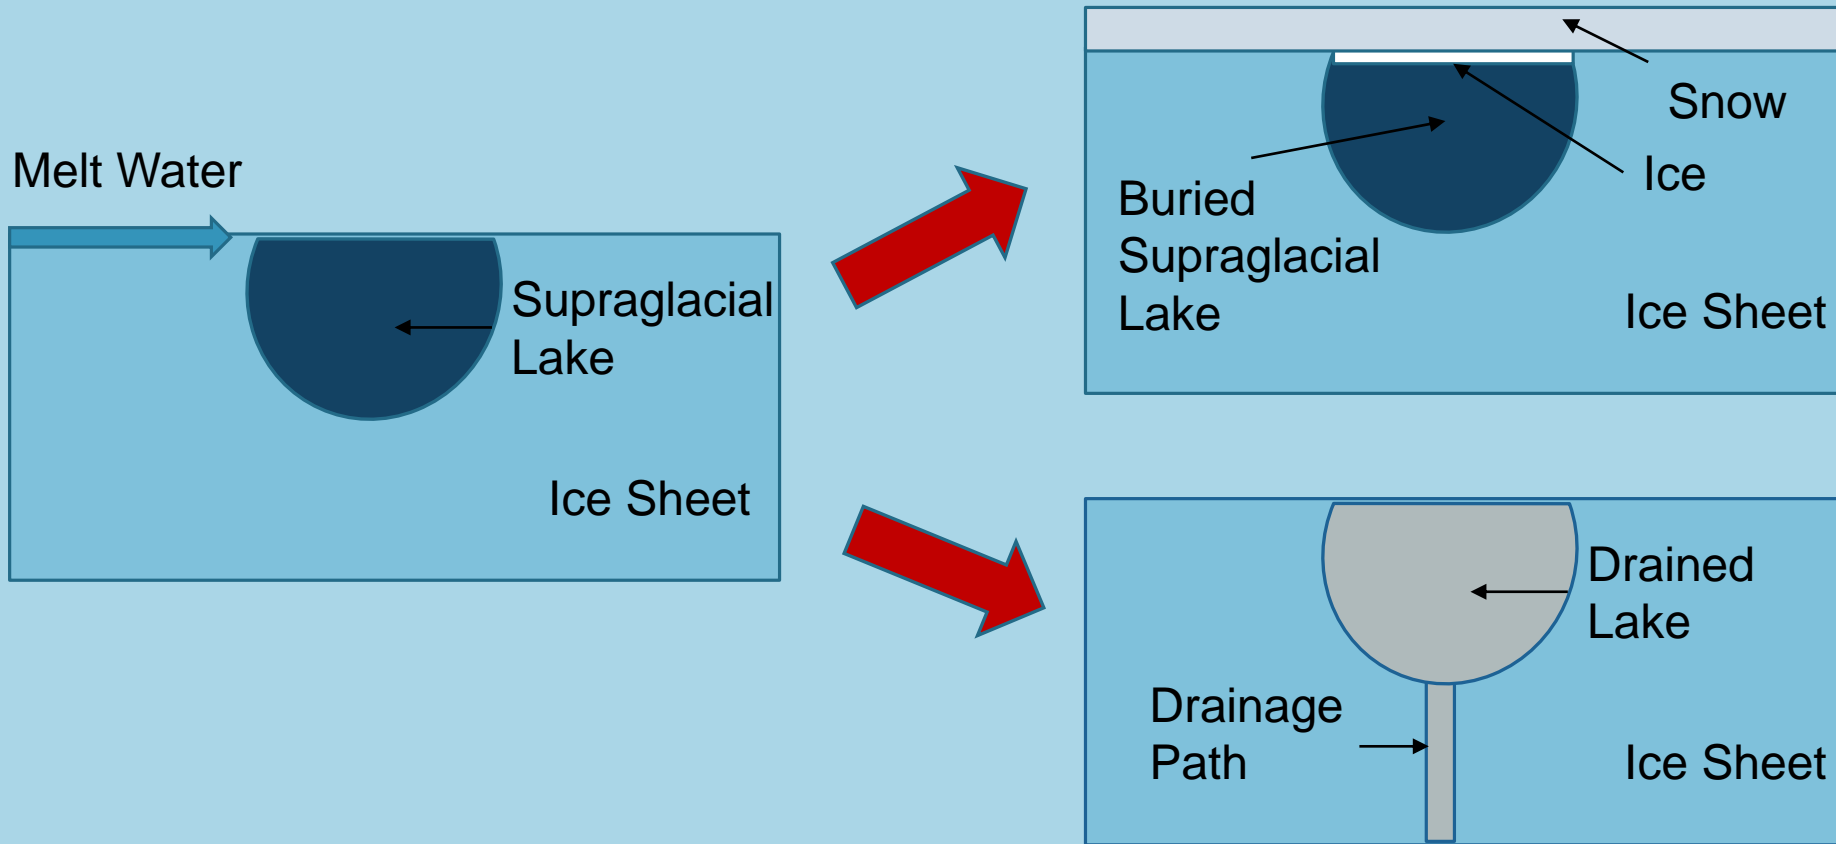 Melt Water
Supraglacial
Lake
Ice Sheet
Snow
Ice
Buried
Supraglacial
Lake
Ice Sheet
Drained
Lake
Drainage
Path
Ice Sheet